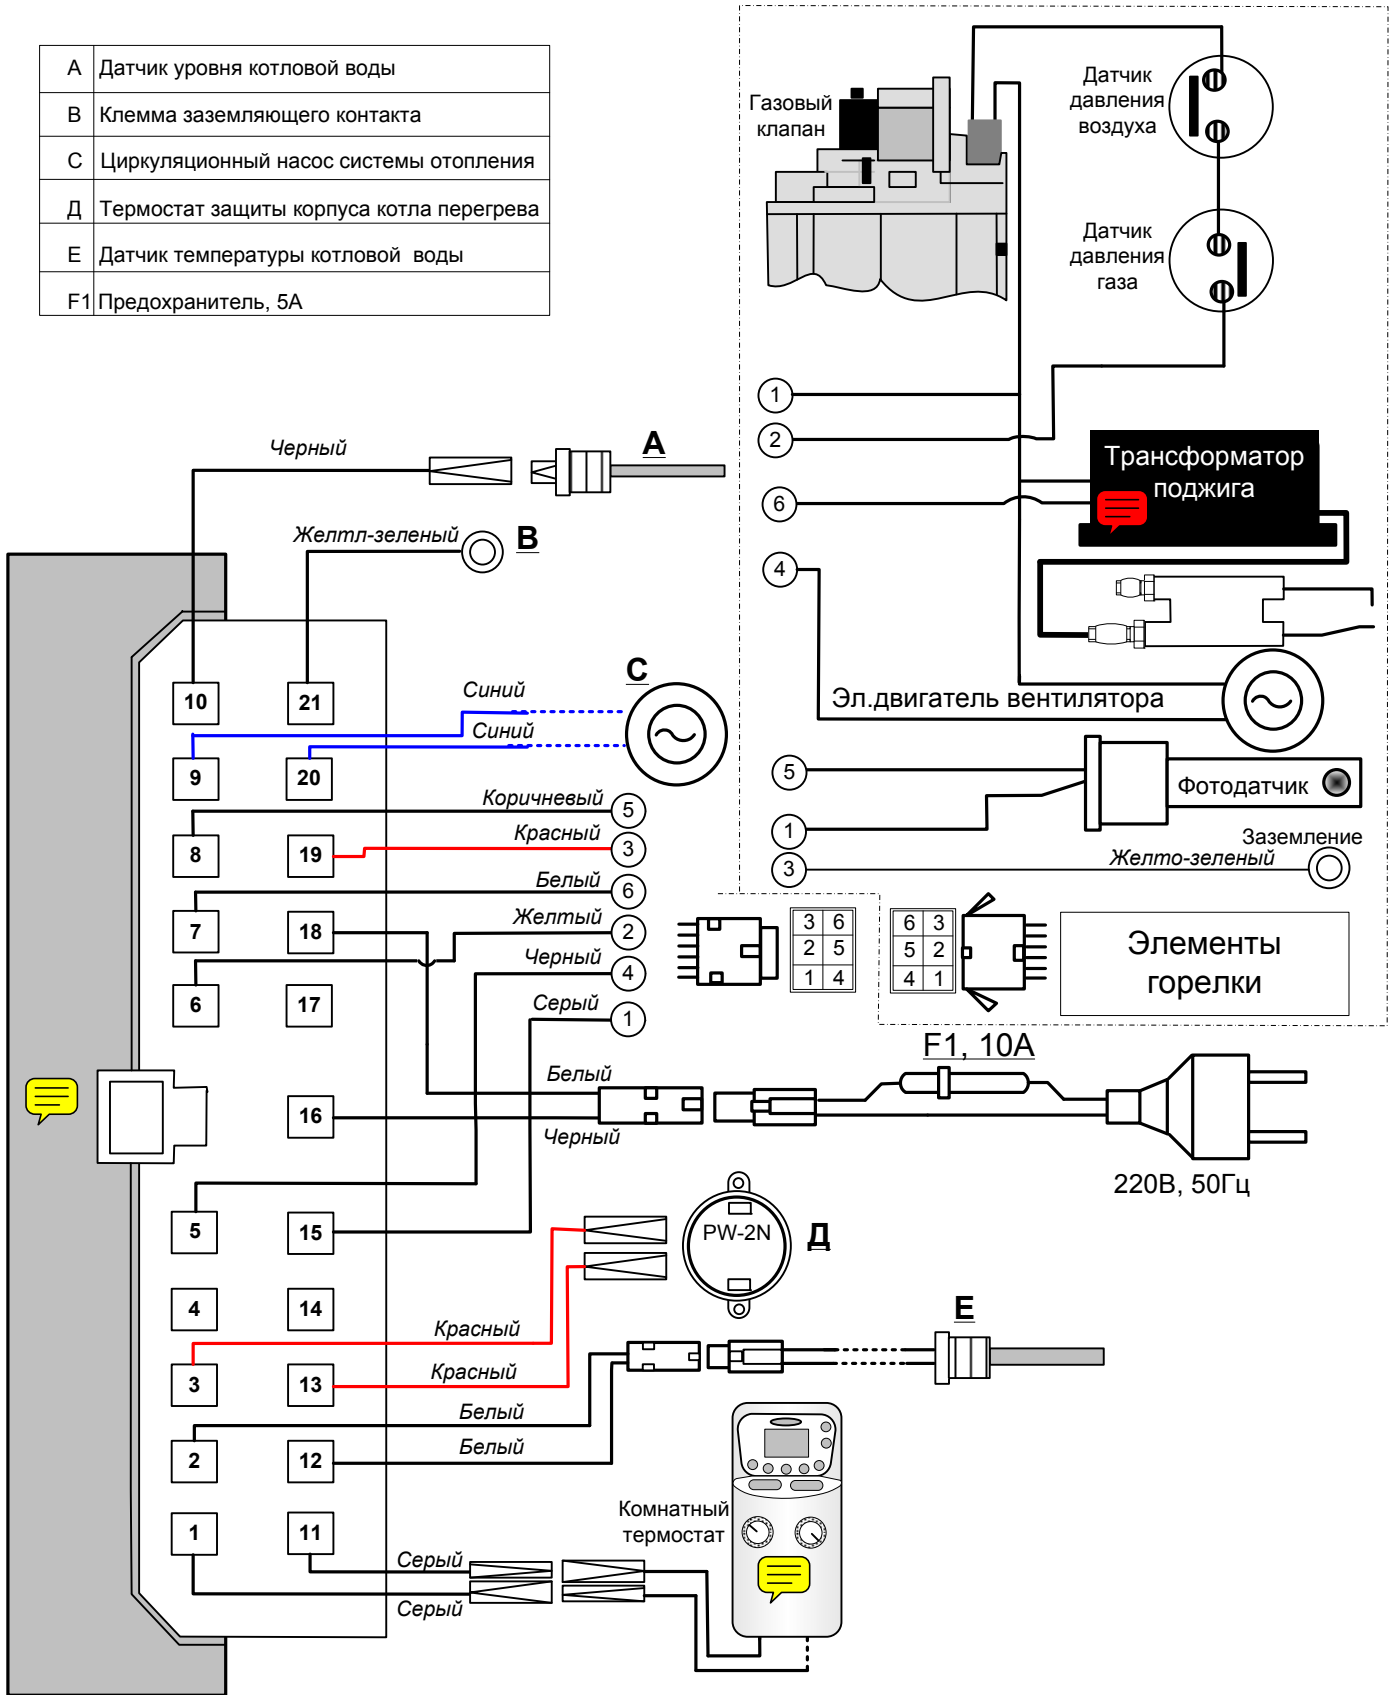 А Датчик уровня котловой воды
В Клемма заземляющего контакта
С Циркуляционный насос системы отопления
Д Термостат защиты корпуса котла перегрева
Е Датчик температуры котловой воды
F1 Предохранитель, 5А
Газовый
клапан
Датчик
давления
воздуха
Датчик
давления
газа
1
2
6
4
Трансформатор
поджига
Эл.двигатель вентилятора
5
1
3
Фотодатчик
Заземление
Желто-зеленый
3 6
2 5
1 4
6 3
5 2
4 1
Элементы
горелки
Черный
А
Желтл-зеленый
В
С
Синий
Синий
Коричневый 5
Красный 3
Белый 6
Желтый 2
Черный 4
Серый 1
10 21
9 20
8 19
7 18
6 17
16
5 15
4 14
3 13
2 12
1 11
F1, 10А
Белый
Черный
220В, 50Гц
PW-2N
Д
Красный
Красный
Е
Белый
Белый
Комнатный
термостат
Серый
Серый